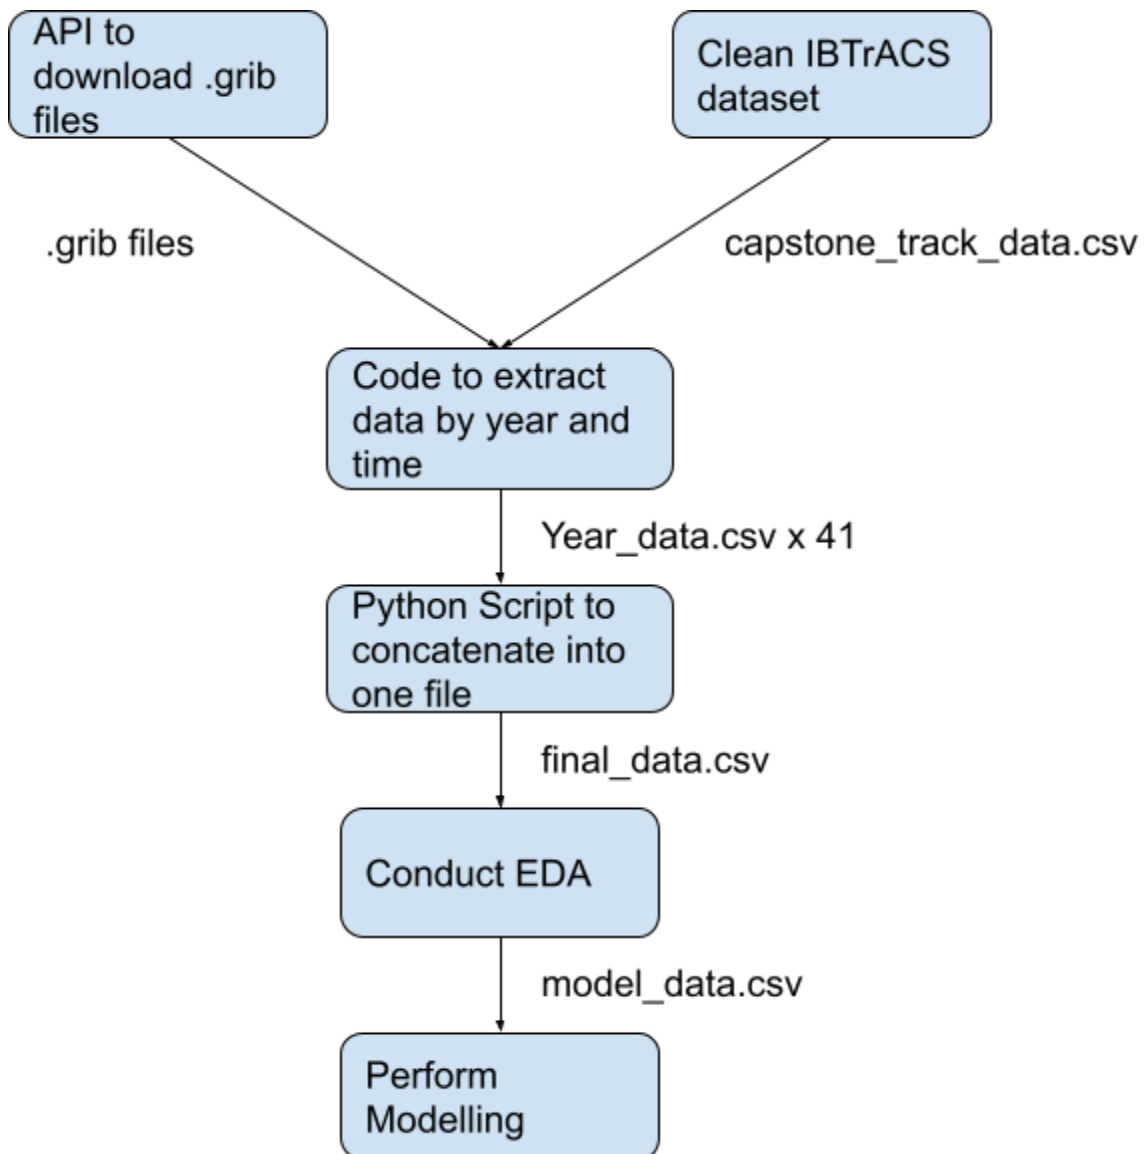 API to
download .grib
files
Clean IBTrACS
dataset
.grib files
capstone_track_data.csv
Code to extract
data by year and
time
Year_data.csv x 41
Python Script to
concatenate into
one file
final_data.csv
Conduct EDA
model_data.csv
Perform
Modelling